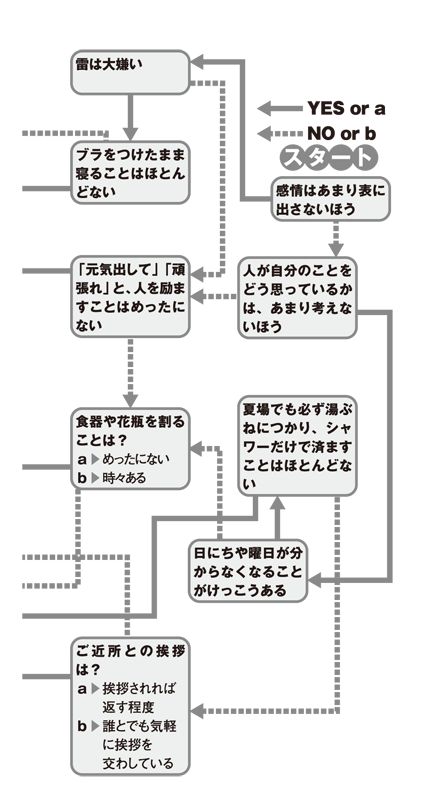 雷は大嫌い
YES or a
NO or b
スタート
ブラをつけたまま
寝ることはほとん
どない
感情はあまり表に
出さないほう
「元気出して」「頑
張れ」と、人を励ま
すことはめったに
ない
人が自分のことを
どう思っているか
は、あまり考えな
いほう
食器や花瓶を割る
ことは?
a▶めったにない
b▶時々ある
夏場でも必ず湯ぶ
ねにつかり、シャ
ワーだけで済ます
ことはほとんどな
い
日にちや曜日が分
からなくなること
がけっこうある
ご近所との挨拶
は?
a▶挨拶されれば
返す程度
b▶誰とでも気軽
に挨拶を
交わしている